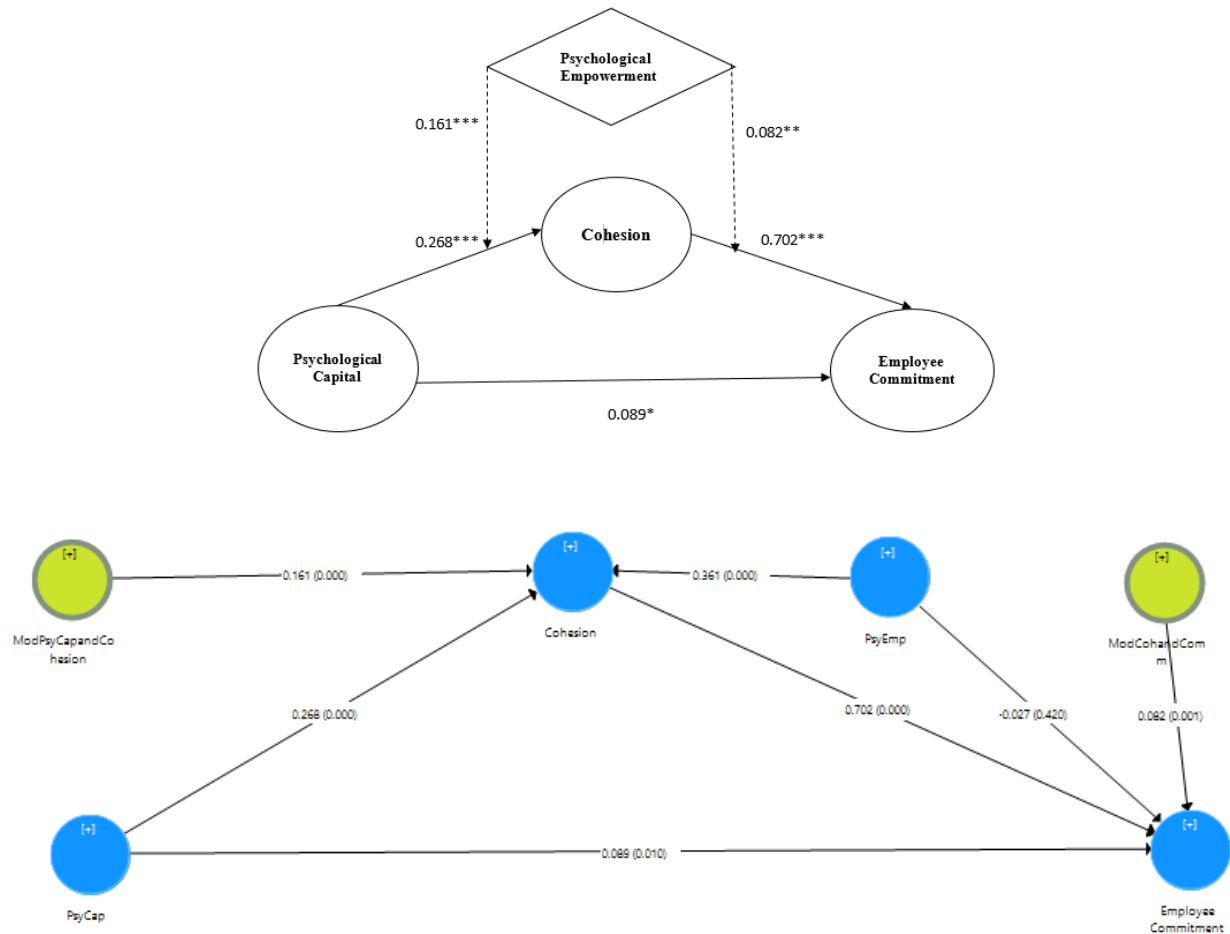 Psychological
Empowerment
0.161***
0.082**
Cohesion
0.268***
0.702***
Psychological
Capital
Employee
Commitment
0.089*
[+]
[+]
[+]
[+]
0.161 (0.000)
0.361 (0.000)
ModPsyCapandCo
hesion
Cohesion
PsyEmp
ModCohandCom
m
0.268 (0.000)
0.702 (0.000)
-0.027 (0.420)
0.082 (0.001)
[+]
[+]
0.089 (0.010)
PsyCap
Employee
Commitment